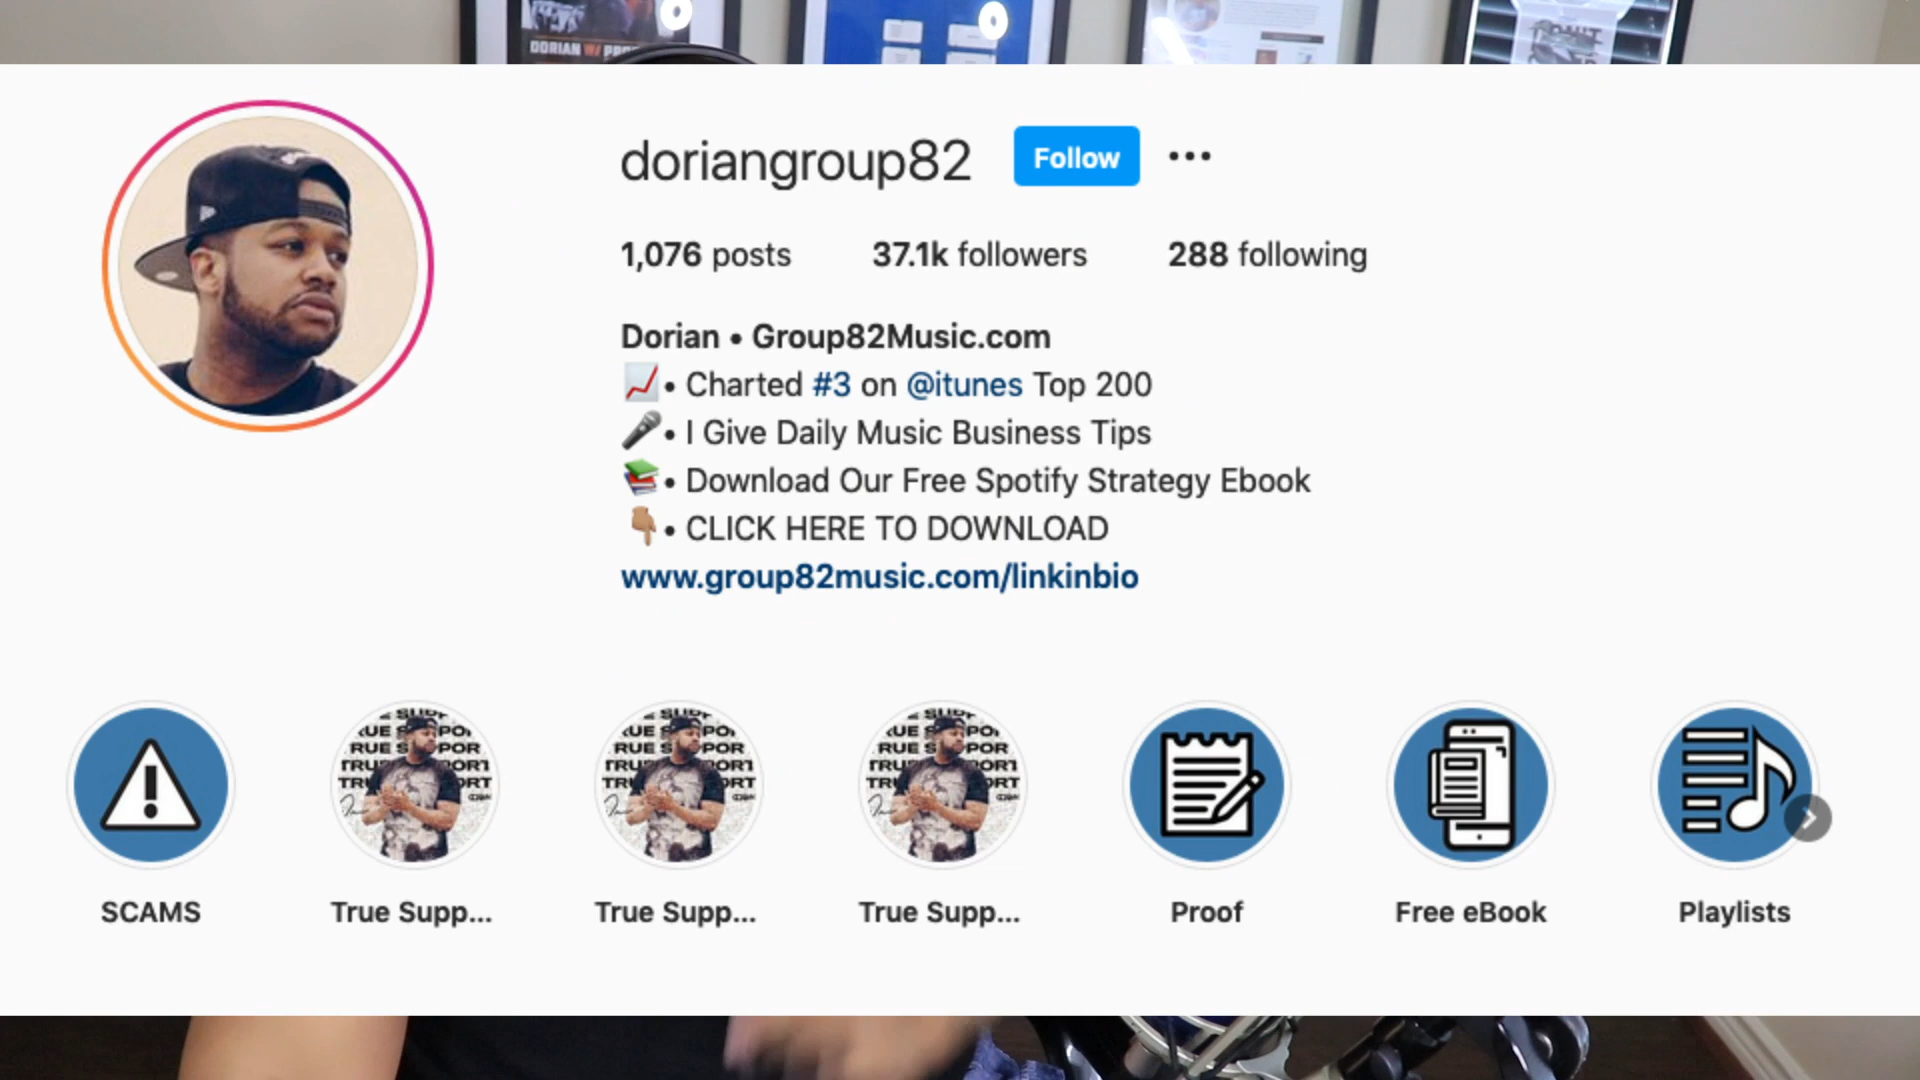 DORIAN W/
doriangroup82
Follow
1,076 posts
37.1k followers
288 following
Dorian • Group82Music.com
📈• Charted #3 on @itunes Top 200
🎤• I Give Daily Music Business Tips
📚• Download Our Free Spotify Strategy Ebook
👇🏽• CLICK HERE TO DOWNLOAD
www.group82music.com/linkinbio
SCAMS
True Supp...
True Supp...
True Supp...
Proof
Free eBook
Playlists